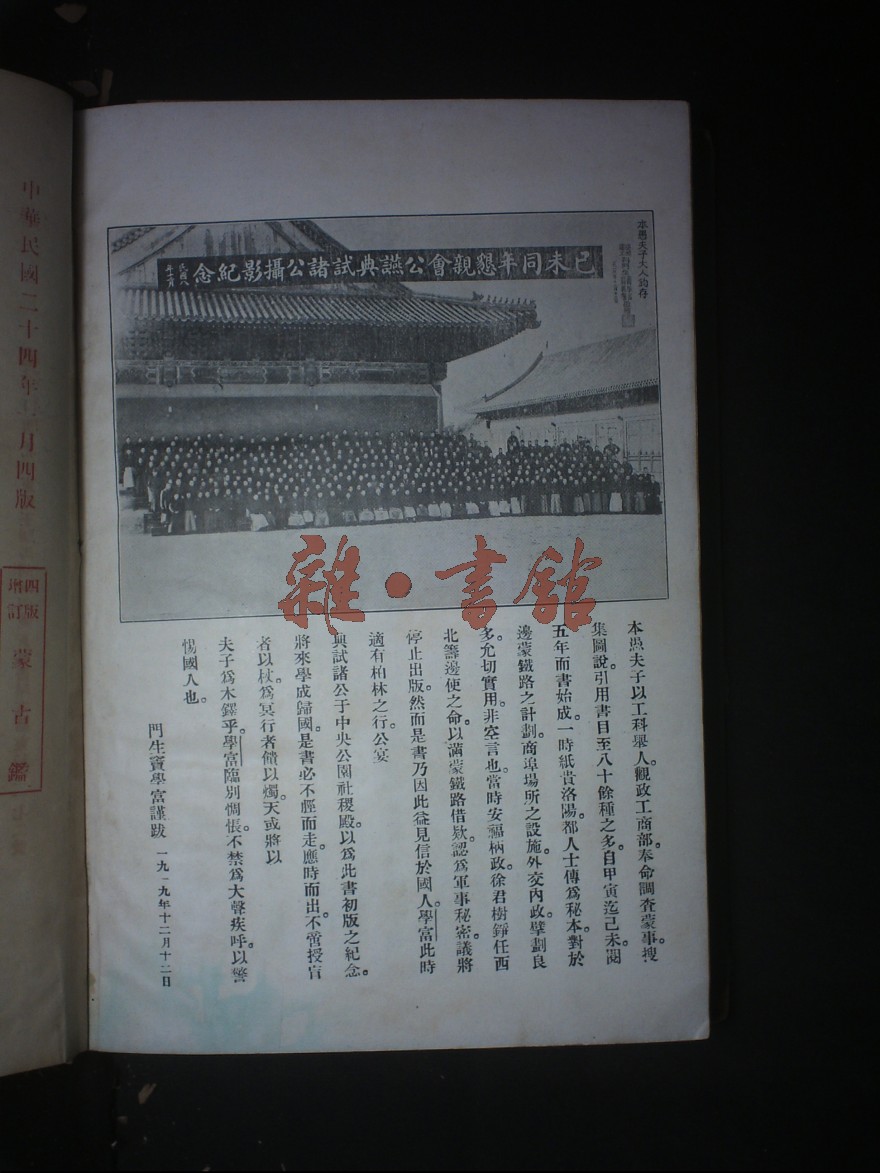 本愚夫子大人鈞存
己未同年懇親會公讌典試諸公攝影紀念
雜·書館
本愚夫子以工科舉人觀政工商部奉命調查蒙事搜
集圖說引用書目至八十餘種之多自甲寅迄己未閱
五年而書始成一時紙貴洛陽都人士傳爲秘本對於
邊蒙鐵路之計劃商埠場所之設施外交內政擘劃良
多尤切實用非空言也當時安福柄政徐君樹錚任西
北籌邊使之命以滿蒙鐵路借款認爲軍事秘密議將
停止出版然而是書乃因此益見信於國人學富此時
適有柏林之行公宴
典試諸公于中央公園社稷殿以爲此書初版之紀念
將來學成歸國是書必不脛而走應時而出不啻授盲
者以杖爲冥行者饋以燭天或將以
夫子爲木鐸乎學富臨別惆悵不禁爲大聲疾呼以警
惕國人也
門生竇學富謹跋 一九一九年十二月十二日
中華民國二十四年 月四版
四版
增訂
蒙古鑑